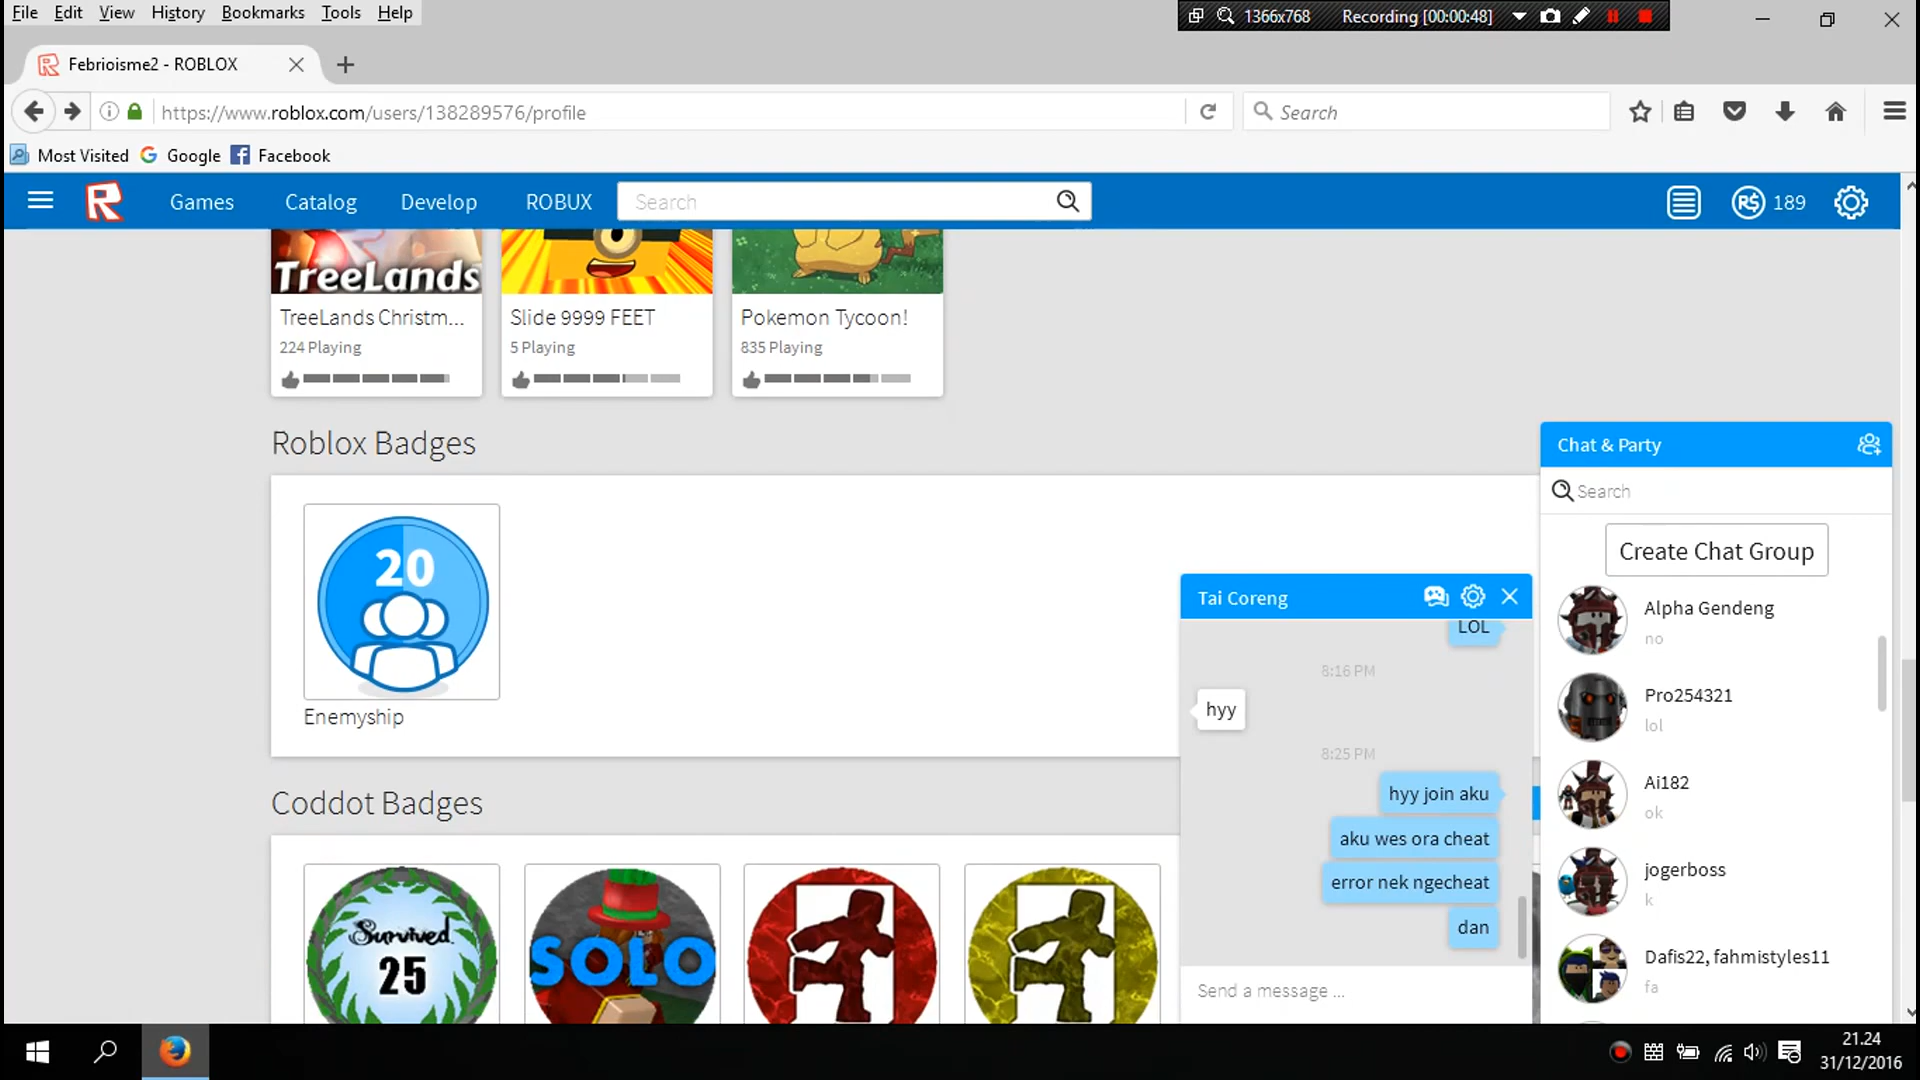 File Edit View History Bookmarks Tools Help
1366x768 Recording [00:00:48]
Febrioisme2 - ROBLOX
https://www.roblox.com/users/138289576/profile
Search
Most Visited Google Facebook
Games Catalog Develop ROBUX Search R$ 189
TreeLands
TreeLands Christm... Slide 9999 FEET Pokemon Tycoon!
224 Playing 5 Playing 835 Playing
Roblox Badges
20
Enemyship
Coddot Badges
Survived
25
SOLO
Tai Coreng
LOL
8:16 PM
hyy
8:25 PM
hyy join aku
aku wes ora cheat
error nek ngecheat
dan
Send a message ...
Chat & Party
Search
Create Chat Group
Alpha Gendeng
no
Pro254321
lol
Ai182
ok
jogerboss
k
Dafis22, fahmistyles11
fa
21.24
31/12/2016